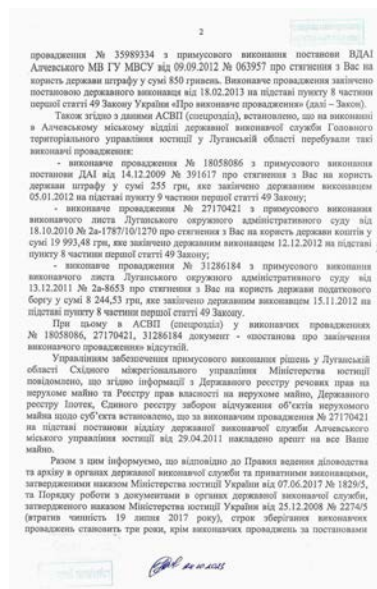 2
провадження № 35989334 з примусового виконання постанови ВДАІ
Алчевського МВ ГУ МВСУ від 09.09.2012 № 063957 про стягнення з Вас на
користь держави штрафу у сумі 850 гривень. Виконавче провадження закінчено
постановою державного виконавця від 18.02.2013 на підставі пункту 8 частини
першої статті 49 Закону України «Про виконавче провадження» (далі – Закон).
Також згідно з даними АСВП (спецрозділ), встановлено, що на виконанні
в Алчевському міському відділі державної виконавчої служби Головного
територіального управління юстиції у Луганській області перебували такі
виконавчі провадження:
- виконавче провадження № 18058086 з примусового виконання
постанови ДАІ від 14.12.2009 № 391617 про стягнення з Вас на користь
держави штрафу у сумі 255 грн, яке закінчено державним виконавцем
05.01.2012 на підставі пункту 9 частини першої статті 49 Закону;
- виконавче провадження № 27170421 з примусового виконання
виконавчого листа Луганського окружного адміністративного суду від
18.10.2010 № 2а-1787/10/1270 про стягнення з Вас на користь держави коштів у
сумі 19 993,48 грн, яке закінчено державним виконавцем 12.12.2012 на підставі
пункту 8 частини першої статті 49 Закону;
- виконавче провадження № 31286184 з примусового виконання
виконавчого листа Луганського окружного адміністративного суду від
13.12.2011 № 2а-8653 про стягнення з Вас на користь держави податкового
боргу у сумі 8 244,53 грн, яке закінчено державним виконавцем 15.11.2012 на
підставі пункту 8 частини першої статті 49 Закону.
При цьому в АСВП (спецрозділ) у виконавчих провадженнях
№ 18058086, 27170421, 31286184 документ - «постанова про закінчення
виконавчого провадження» відсутній.
Управлінням забезпечення примусового виконання рішень у Луганській
області Східного міжрегіонального управління Міністерства юстиції
повідомлено, що згідно інформації з Державного реєстру речових прав на
нерухоме майно та Реєстру прав власності на нерухоме майно, Державного
реєстру Іпотек, Єдиного реєстру заборон відчуження об'єктів нерухомого
майна щодо суб'єкта встановлено, що за виконавчим провадженням № 27170421
на підставі постанови відділу державної виконавчої служби Алчевського
міського управління юстиції від 29.04.2011 накладено арешт на все Ваше
майно.
Разом з цим інформуємо, що відповідно до Правил ведення діловодства
та архіву в органах державної виконавчої служби та приватними виконавцями,
затвердженими наказом Міністерства юстиції України від 07.06.2017 № 1829/5,
та Порядку роботи з документами в органах державної виконавчої служби,
затвердженого наказом Міністерства юстиції України від 25.12.2008 № 2274/5
(втратив чинність 19 липня 2017 року), строк зберігання виконавчих
проваджень становить три роки, крім виконавчих проваджень за постановами